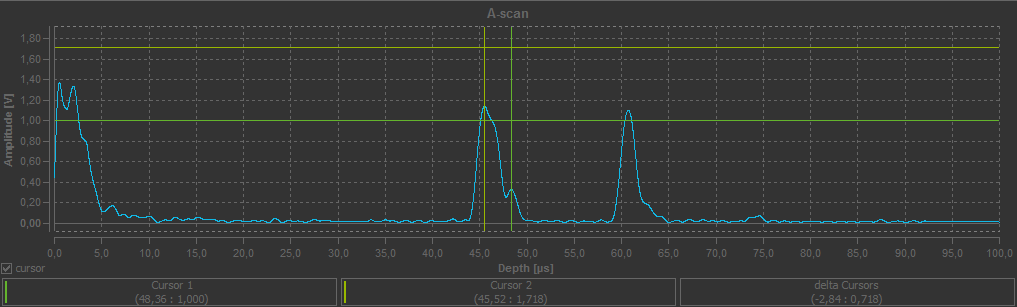 A-scan
1,80
1,60
1,40
1,20
1,00
0,80
0,60
0,40
0,20
0,00
Amplitude [V]
0,0 5,0 10,0 15,0 20,0 25,0 30,0 35,0 40,0 45,0 50,0 55,0 60,0 65,0 70,0 75,0 80,0 85,0 90,0 95,0 100,0
cursor
Depth [µs]
Cursor 1
(48,36 : 1,000)
Cursor 2
(45,52 : 1,718)
delta Cursors
(-2,84 : 0,718)